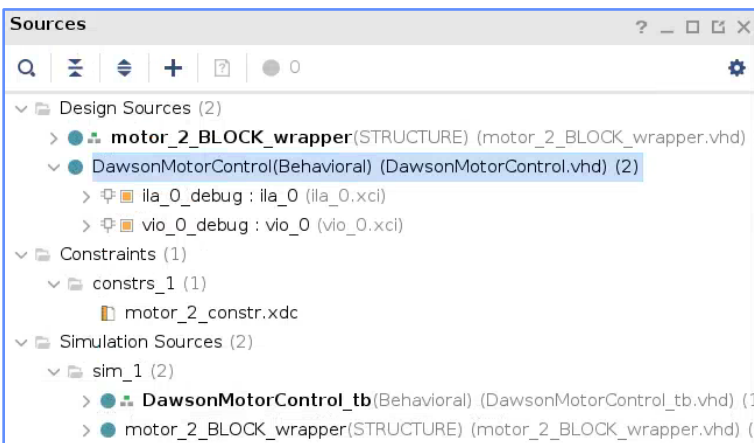 Sources
0
Design Sources (2)
motor_2_BLOCK_wrapper(STRUCTURE) (motor_2_BLOCK_wrapper.vhd)
DawsonMotorControl(Behavioral) (DawsonMotorControl.vhd) (2)
ila_0_debug : ila_0 (ila_0.xci)
vio_0_debug : vio_0 (vio_0.xci)
Constraints (1)
constrs_1 (1)
motor_2_constr.xdc
Simulation Sources (2)
sim_1 (2)
DawsonMotorControl_tb(Behavioral) (DawsonMotorControl_tb.vhd) (1
motor_2_BLOCK_wrapper(STRUCTURE) (motor_2_BLOCK_wrapper.vhd) (